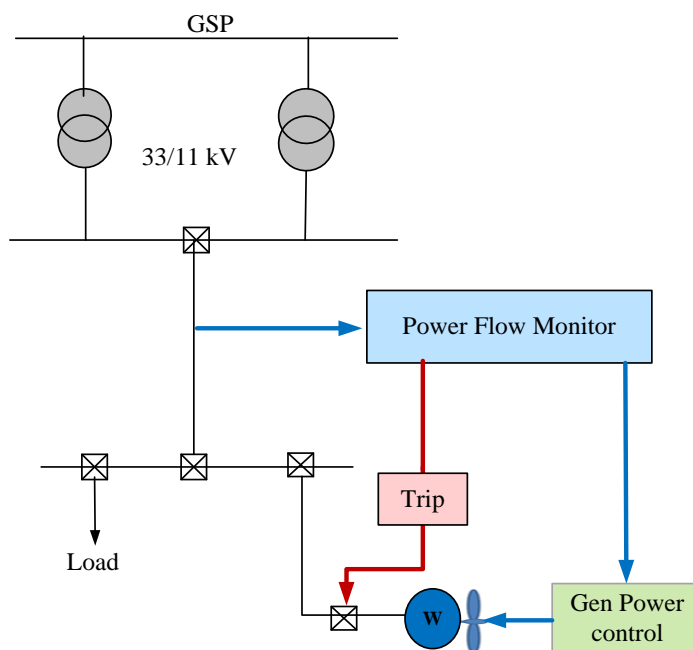 GSP
33/11 kV
Power Flow Monitor
Trip
Load
W
Gen Power
control